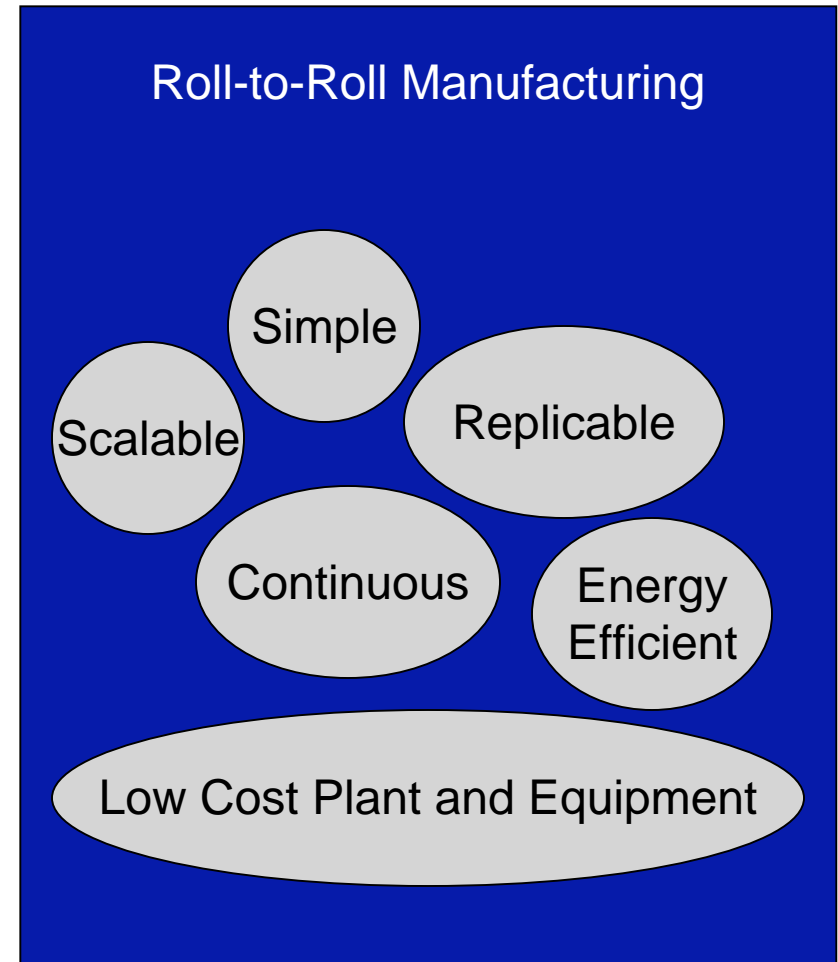 Roll-to-Roll Manufacturing
Simple
Scalable
Replicable
Continuous
Energy
Efficient
Low Cost Plant and Equipment